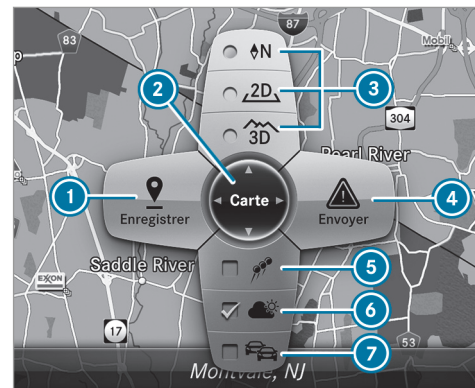 87
83
N
Mobil
2D
2
3
304
3D
Pearl River
1
4
Carte
Enregistrer
Envoyer
Saddle River
5
EXXON
6
17
53
7
Montvale, NJ